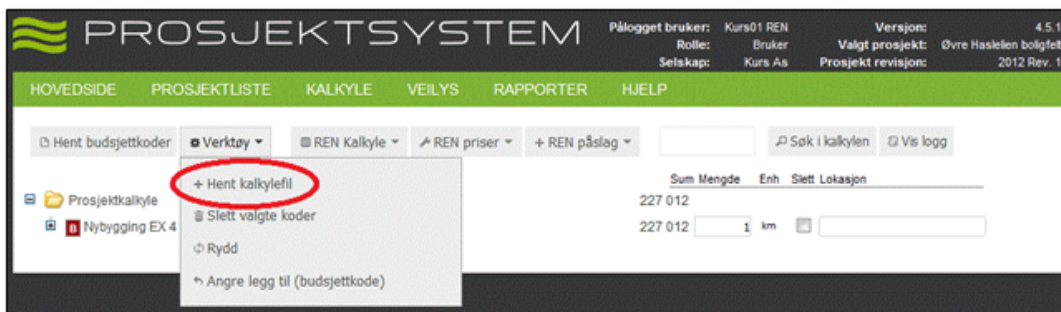 PROSJEKTSYSTEM
Pålogget bruker: Kurs01 REN Versjon: 4.5.1
Rolle: Bruker Valgt prosjekt: Øvre Haslelien boligfelt
Selskap: Kurs As Prosjekt revisjon: 2012 Rev. 1
HOVEDSIDE PROSJEKTLISTE KALKYLE VEILYS RAPPORTER HJELP
Hent budsjettkoder Verktøy REN Kalkyle REN priser + REN påslag Søk i kalkylen Vis logg
+ Hent kalkylefil
Slett valgte koder
Rydd
Angre legg til (budsjettkode)
Sum Mengde Enh Slett Lokasjon
Prosjektkalkyle 227 012
B Nybygging EX 4 227 012 1 km